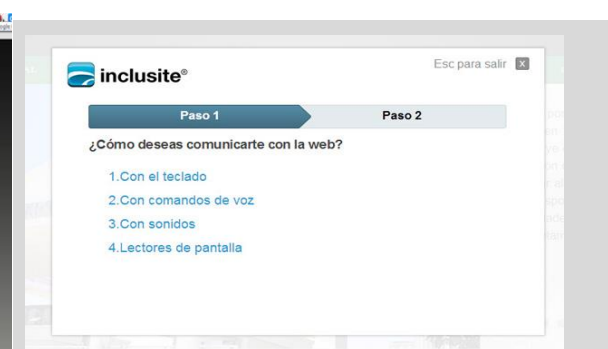 Esc para salir x
inclusite®
Paso 1 Paso 2
¿Cómo deseas comunicarte con la web?
1.Con el teclado
2.Con comandos de voz
3.Con sonidos
4.Lectores de pantalla